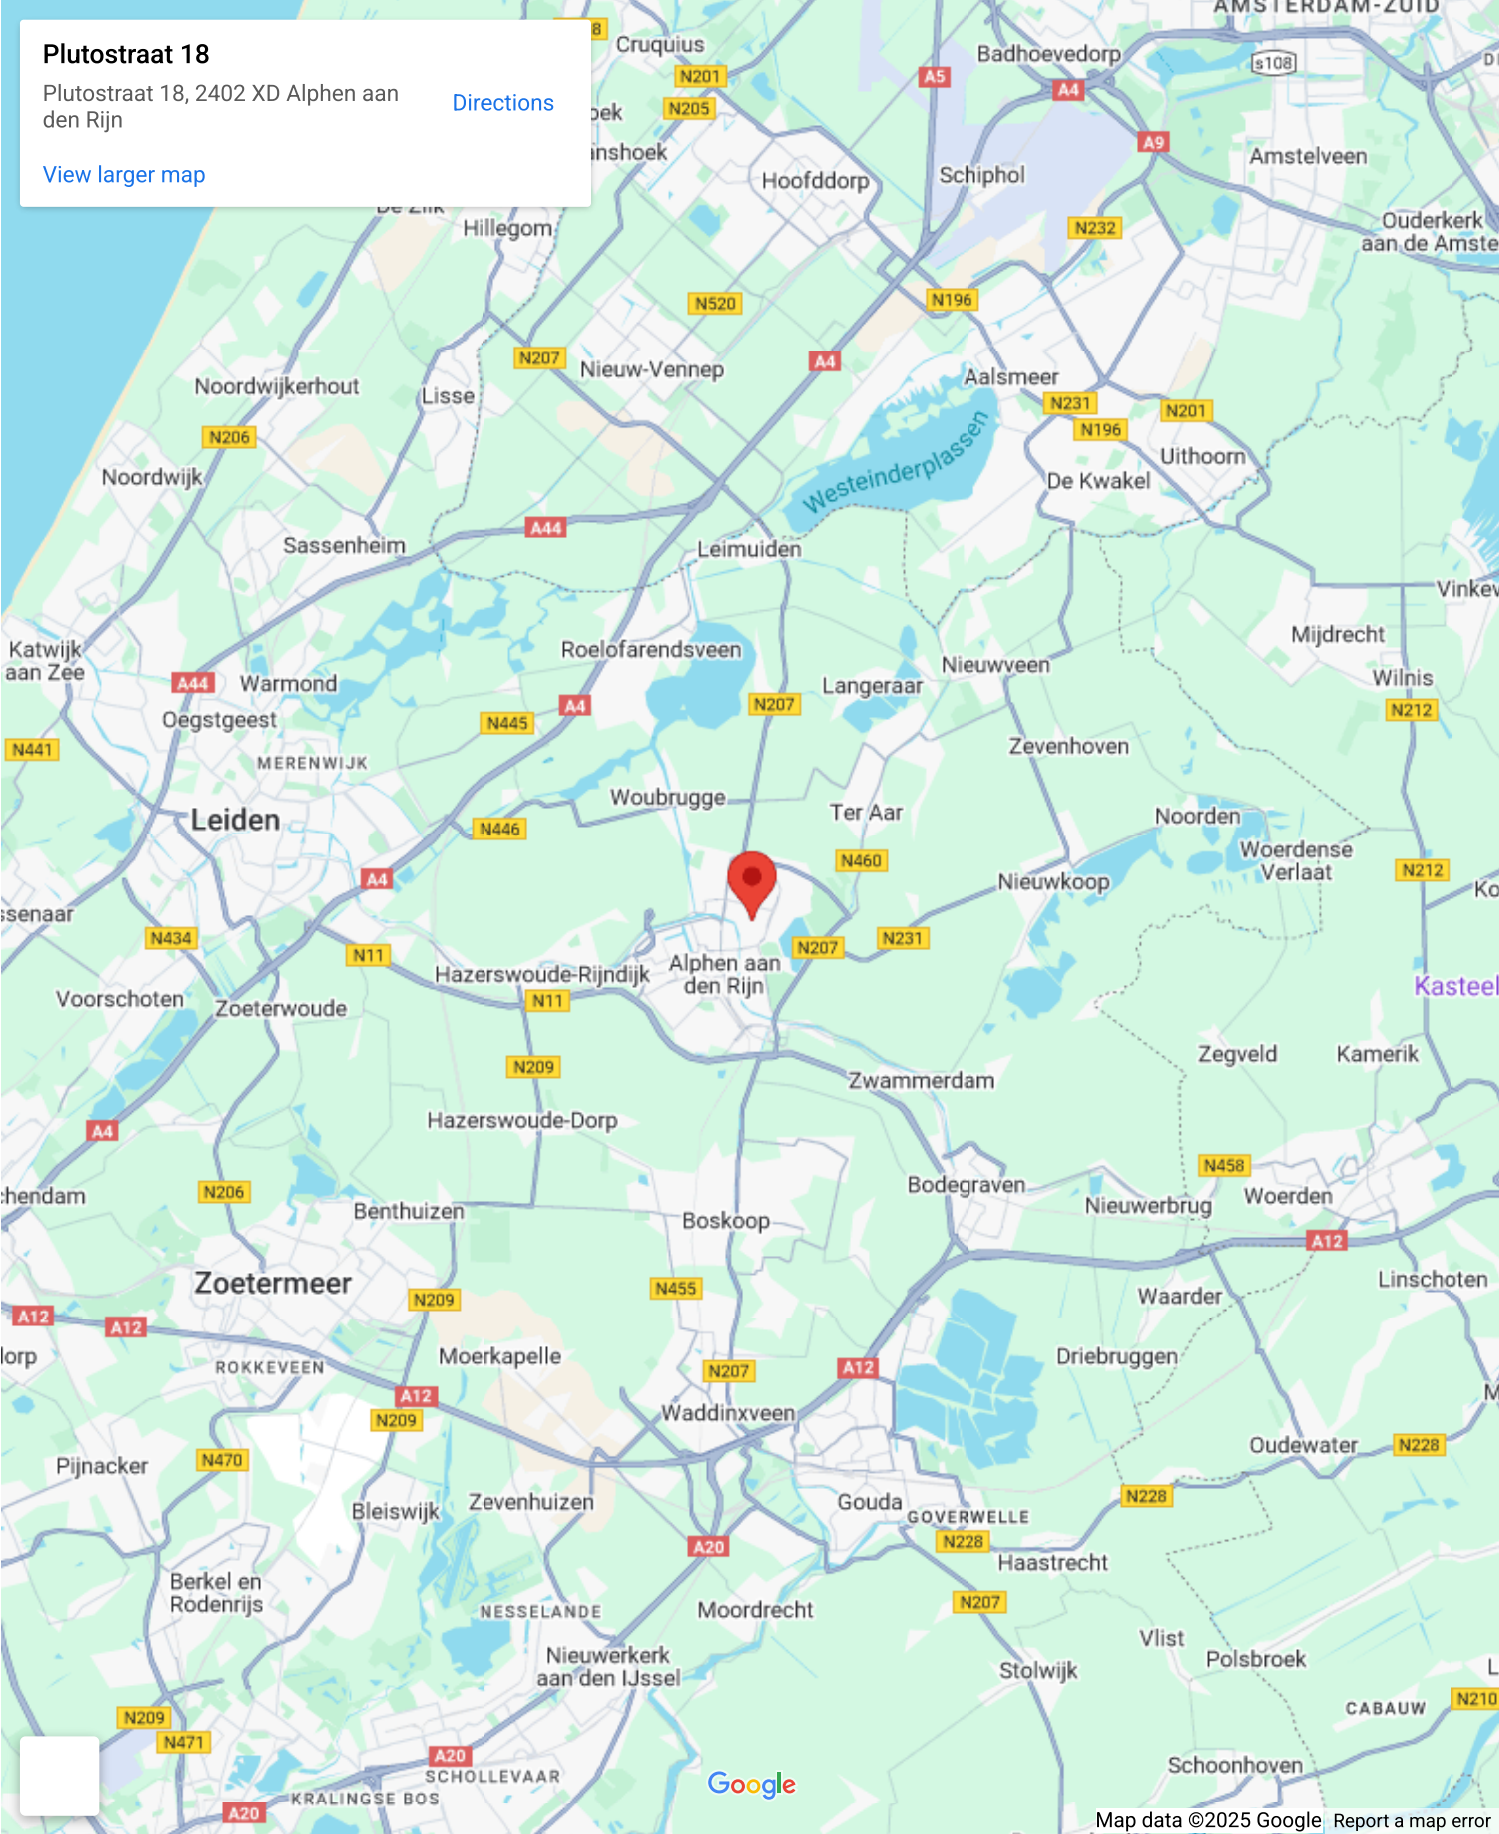 Plutostraat 18
Plutostraat 18, 2402 XD Alphen aan
den Rijn
Directions
View larger map
AMSTERDAM-ZUID
Cruquius
Badhoevedorp
s108
N201
A5
A4
N205
A9
Amstelveen
Hoofddorp
Schiphol
De Zilk
Hillegom
N232
Ouderkerk
aan de Amste
N520
N196
N207
Nieuw-Vennep
A4
Aalsmeer
Noordwijkerhout
Lisse
N231
N201
N196
N206
Westeinderplassen
Uithoorn
Noordwijk
De Kwakel
A44
Sassenheim
Leimuiden
Vinkev
Katwijk
aan Zee
Roelofarendsveen
Mijdrecht
Nieuwveen
A44
Warmond
Langeraar
Wilnis
Oegstgeest
A4
N207
N212
N445
N441
MERENWIJK
Zevenhoven
Woubrugge
Leiden
Ter Aar
Noorden
N446
Woerdense
Verlaat
N460
N212
A4
Nieuwkoop
Ko
ssenaar
N434
N11
N207
N231
Hazerswoude-Rijndijk
Alphen aan
den Rijn
Kasteel
Voorschoten
Zoeterwoude
N11
N209
Zegveld
Kamerik
Zwammerdam
A4
Hazerswoude-Dorp
N458
chendam
N206
Bodegraven
Woerden
Benthuizen
Nieuwerbrug
Boskoop
A12
Zoetermeer
N455
Linschoten
N209
Waarder
A12
A12
lorp
ROKKEVEEN
Moerkapelle
Driebruggen
A12
N207
A12
N209
Waddinxveen
N470
Oudewater
N228
Pijnacker
Bleiswijk
Zevenhuizen
Gouda
N228
GOVERWELLE
A20
N228
Haastrecht
Berkel en
Rodenrijs
NESSELANDE
Moordrecht
N207
Vlist
Nieuwerkerk
aan den IJssel
Stolwijk
Polsbroek
N209
CABAUW
N210
N471
A20
SCHOLLEVAAR
Schoonhoven
Google
KRALINGSE BOS
A20
Map data ©2025 Google
Report a map error